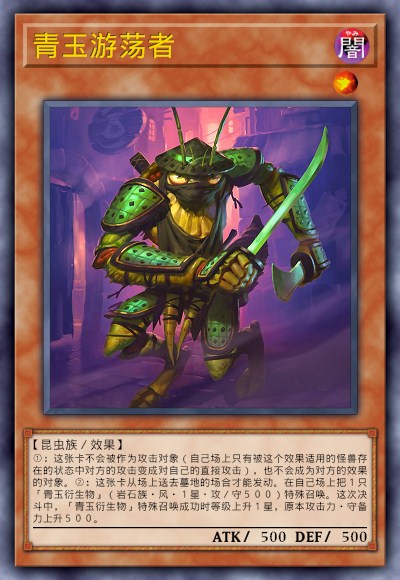 青玉游荡者
やみ
闇
【昆虫族／效果】
①：这张卡不会被作为攻击对象（自己场上只有被这个效果适用的怪兽存
在的状态中对方的攻击变成对自己的直接攻击），也不会成为对方的效果
的对象。②：这张卡从场上送去墓地的场合才能发动。在自己场上把１只
「青玉衍生物」（岩石族・风・１星・攻／守５００）特殊召唤。这次决
斗中，「青玉衍生物」特殊召唤成功时等级上升１星，原本攻击力・守备
力上升５００。
ATK／ 500 DEF／ 500